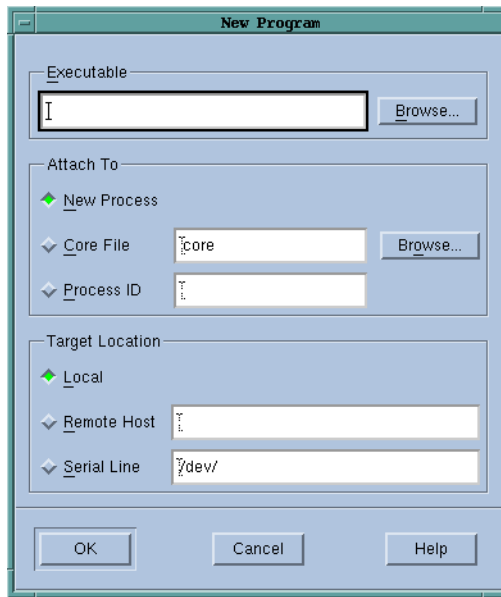 New Program
Executable
Browse...
Attach To
New Process
Core File core Browse...
Process ID
Target Location
Local
Remote Host
Serial Line /dev/
OK Cancel Help